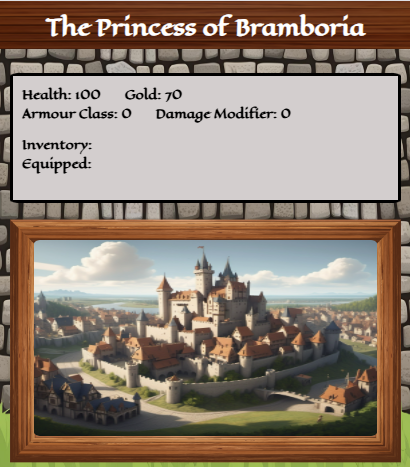 The Princess of Bramboria
Health: 100 Gold: 70
Armour Class: 0 Damage Modifier: 0
Inventory:
Equipped: